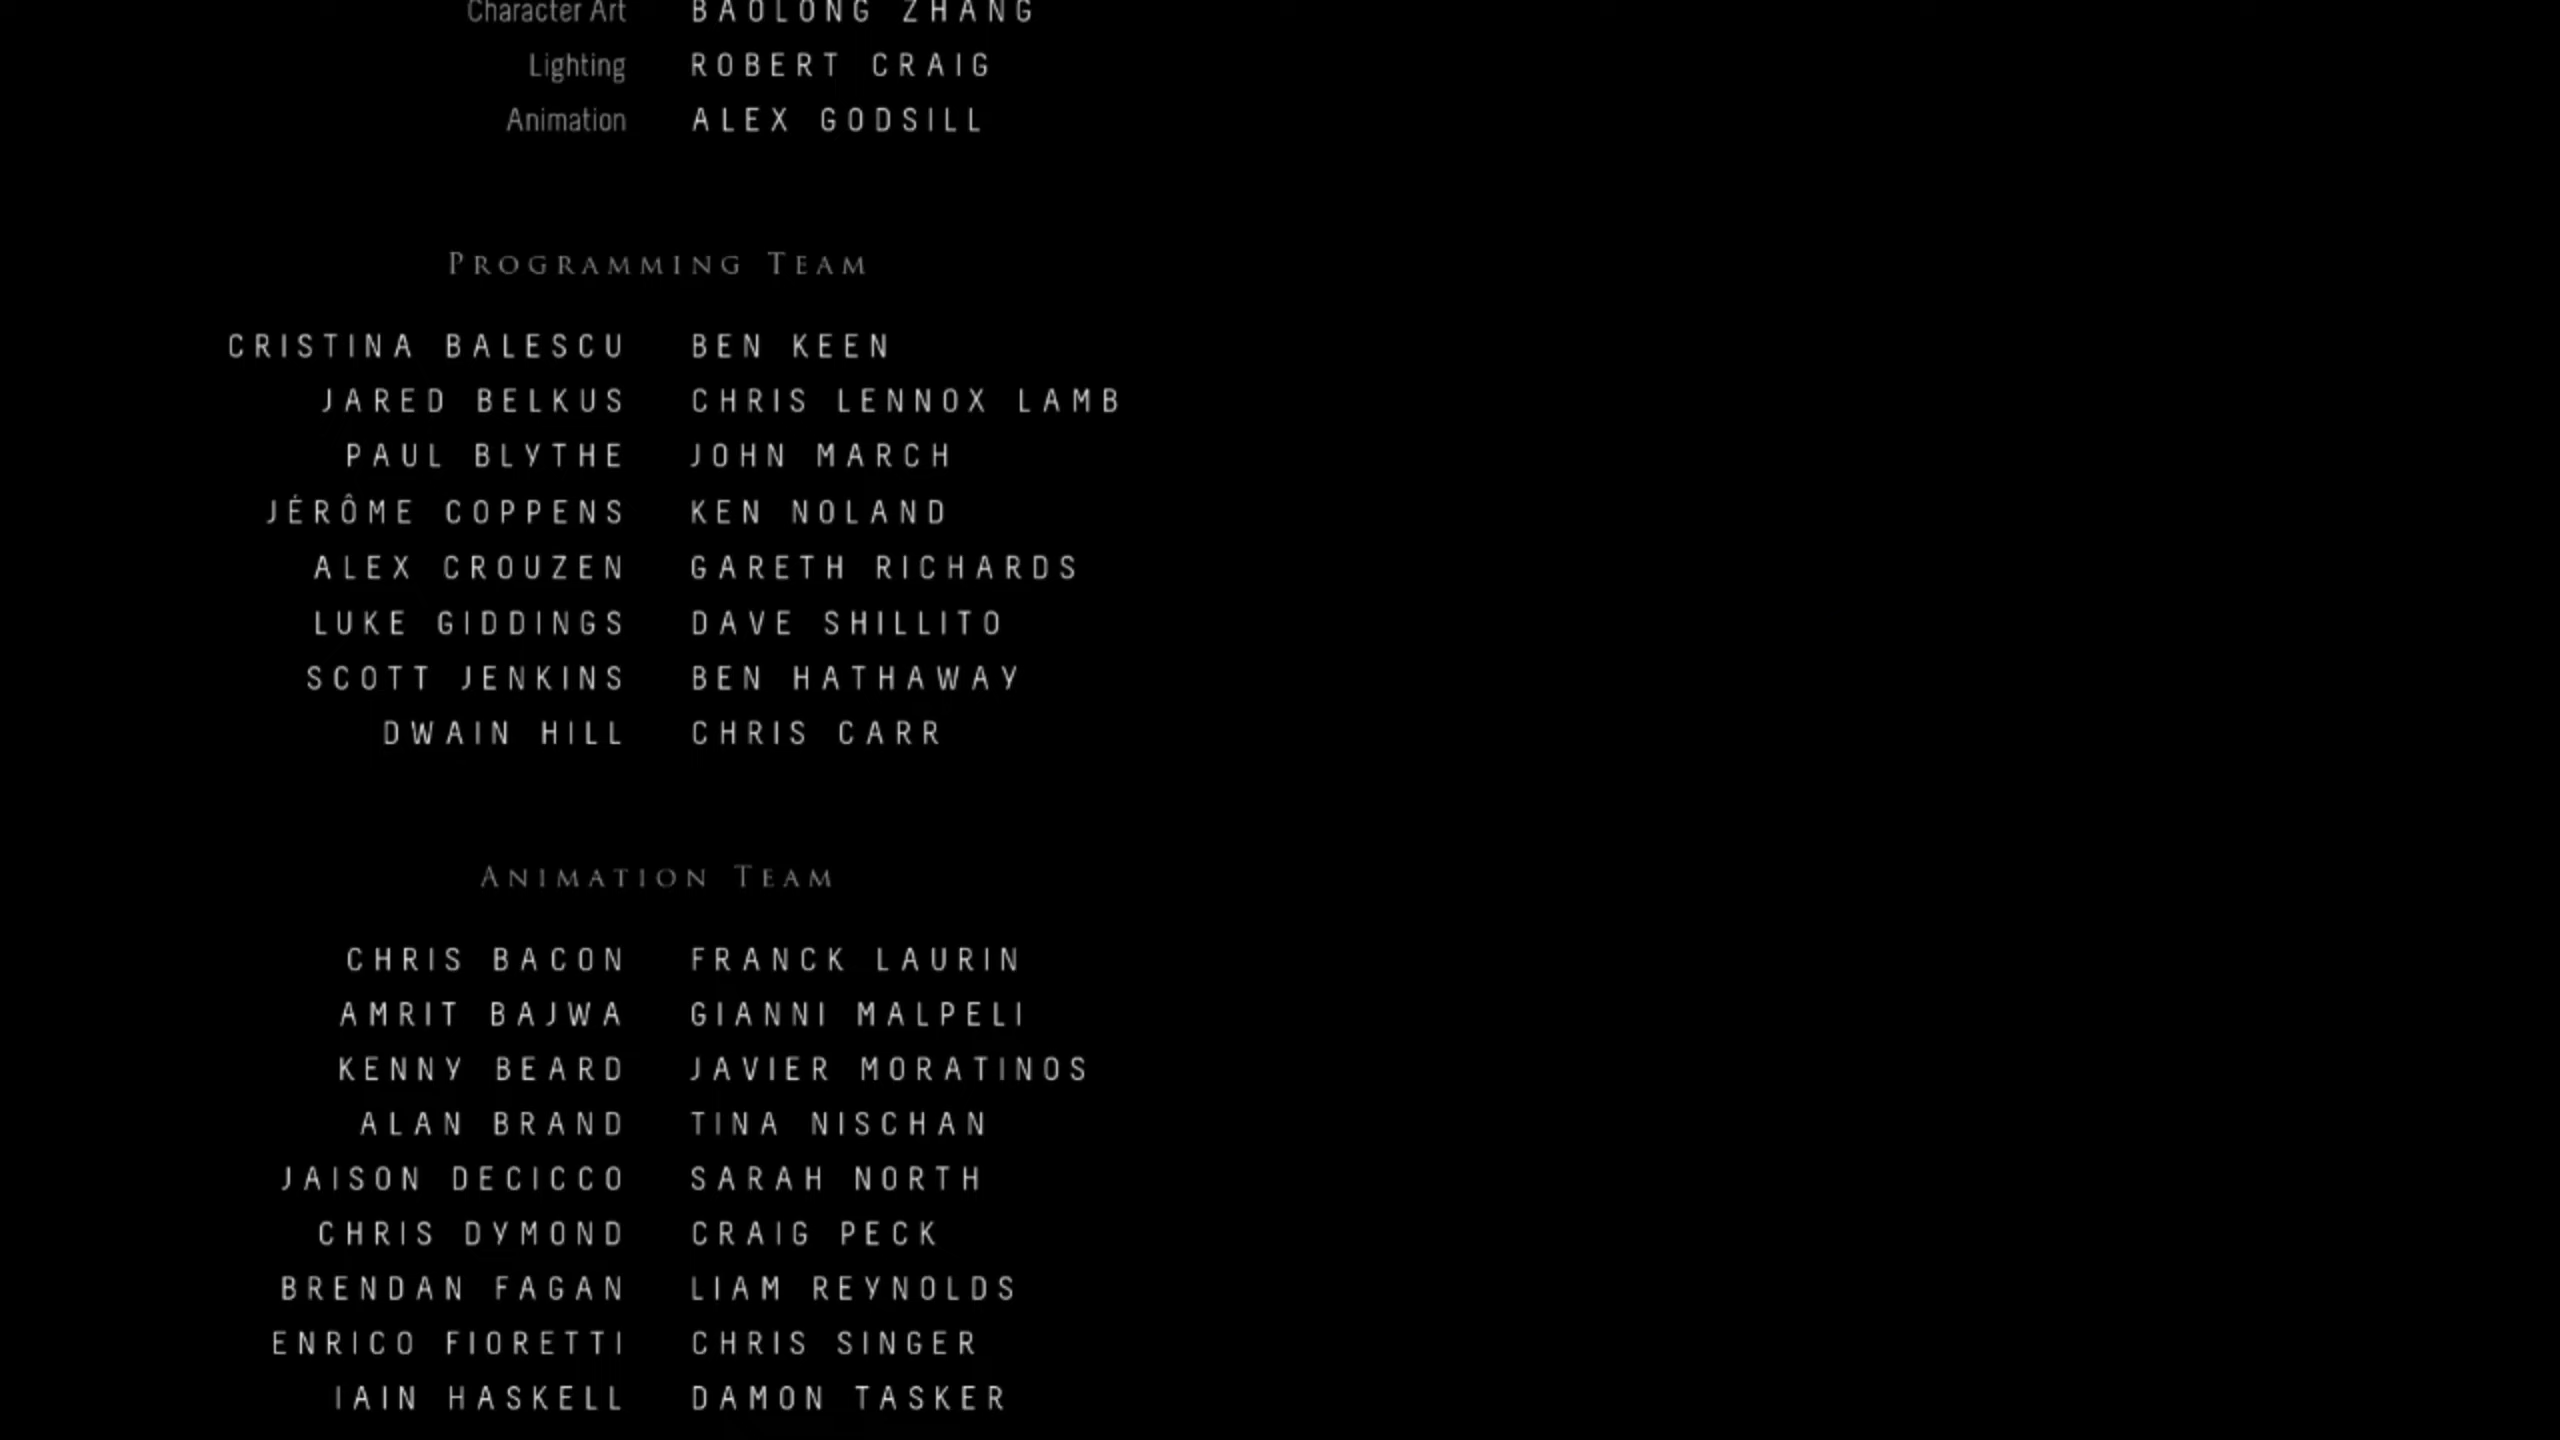 Character Art BAOLONG ZHANG
Lighting ROBERT CRAIG
Animation ALEX GODSILL
PROGRAMMING TEAM
CRISTINA BALESCU BEN KEEN
JARED BELKUS CHRIS LENNOX LAMB
PAUL BLYTHE JOHN MARCH
JÉRÔME COPPENS KEN NOLAND
ALEX CROUZEN GARETH RICHARDS
LUKE GIDDINGS DAVE SHILLITO
SCOTT JENKINS BEN HATHAWAY
DWAIN HILL CHRIS CARR
ANIMATION TEAM
CHRIS BACON FRANCK LAURIN
AMRIT BAJWA GIANNI MALPELI
KENNY BEARD JAVIER MORATINOS
ALAN BRAND TINA NISCHAN
JAISON DECICCO SARAH NORTH
CHRIS DYMOND CRAIG PECK
BRENDAN FAGAN LIAM REYNOLDS
ENRICO FIORETTI CHRIS SINGER
IAIN HASKELL DAMON TASKER